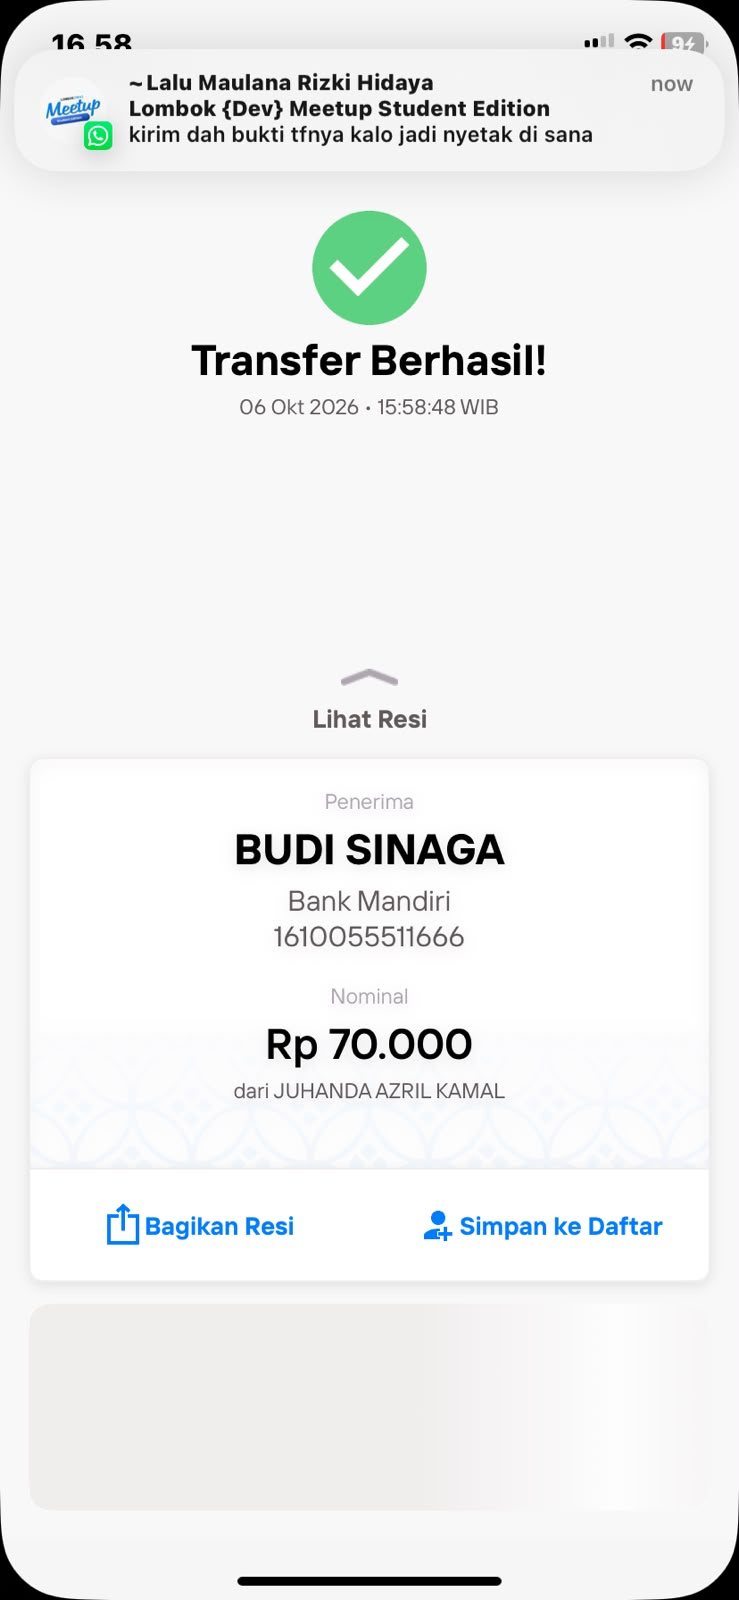 16.58
9
~Lalu Maulana Rizki Hidaya
now
Lombok {Dev} Meetup Student Edition
kirim dah bukti tfnya kalo jadi nyetak di sana
Meetup
Transfer Berhasil!
06 Okt 2026 • 15:58:48 WIB
Lihat Resi
Penerima
BUDI SINAGA
Bank Mandiri
1610055511666
Nominal
Rp 70.000
dari JUHANDA AZRIL KAMAL
Bagikan Resi
Simpan ke Daftar